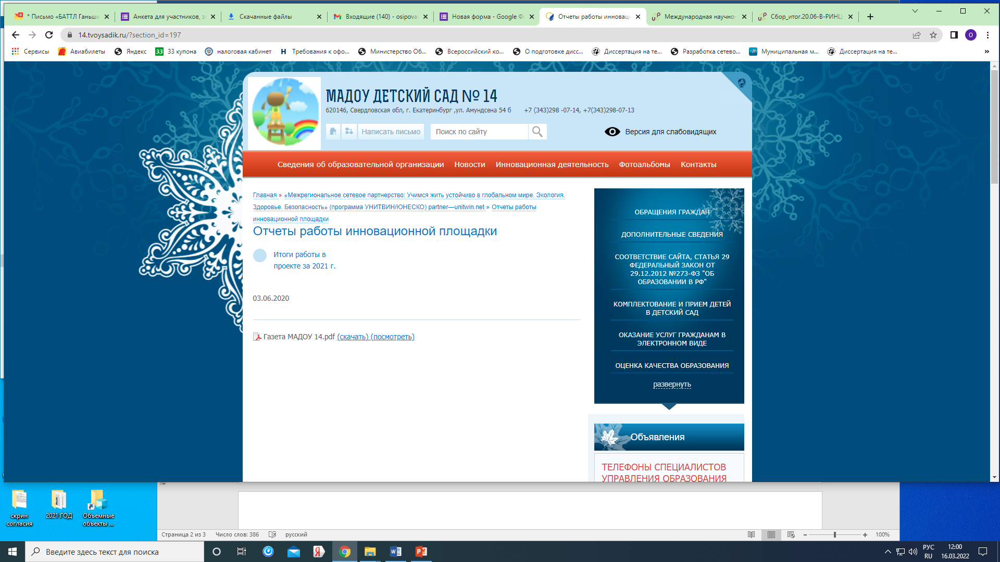 * Письмо «БАТТЛ Ганьши
Анкета для участников, з
Скачанные файлы
Входящие (140) - osipova
Новая форма - Google Ф
Отчеты работы инноваци
Международная научно-
Сбор_итог.20.06-В-РИНЦ
14.tvoysadik.ru/?section_id=197
O
Сервисы
Авиабилеты
Яндекс
33 купона
налоговая кабинет
Требования к офо...
Министерство Об...
Всероссийский ко...
О подготовке дисс...
Диссертация на те...
Разработка сетево...
Муниципальная м...
Диссертация на те...
»
МАДОУ ДЕТСКИЙ САД № 14
620146, Свердловская обл, г. Екатеринбург ,ул. Амундсена 54 б +7 (343)298 -07-14, +7(343)298-07-13
Написать письмо
Поиск по сайту
Версия для слабовидящих
Сведения об образовательной организации Новости Инновационная деятельность Фотоальбомы Контакты
Главная » «Межрегиональное сетевое партнерство: Учимся жить устойчиво в глобальном мире. Экология.
Здоровье. Безопасность» (программа УНИТВИН/ЮНЕСКО) partner—unitwin.net » Отчеты работы
инновационной площадки
Отчеты работы инновационной площадки
Итоги работы в
проекте за 2021 г.
03.06.2020
Газета МАДОУ 14.pdf (скачать) (посмотреть)
ОБРАЩЕНИЯ ГРАЖДАН
ДОПОЛНИТЕЛЬНЫЕ СВЕДЕНИЯ
СООТВЕТСТВИЕ САЙТА, СТАТЬЯ 29
ФЕДЕРАЛЬНЫЙ ЗАКОН ОТ
29.12.2012 №273-ФЗ "ОБ
ОБРАЗОВАНИИ В РФ"
КОМПЛЕКТОВАНИЕ И ПРИЕМ ДЕТЕЙ
В ДЕТСКИЙ САД
ОКАЗАНИЕ УСЛУГ ГРАЖДАНАМ В
ЭЛЕКТРОННОМ ВИДЕ
ОЦЕНКА КАЧЕСТВА ОБРАЗОВАНИЯ
развернуть
Объявления
ТЕЛЕФОНЫ СПЕЦИАЛИСТОВ
УПРАВЛЕНИЯ ОБРАЗОВАНИЯ
скрин
согласия
2021 ГОД
Объемные
объекты ...
Страница 2 из 3 Число слов: 386 русский
100%
Введите здесь текст для поиска
РУС
RU
12:00
16.03.2022